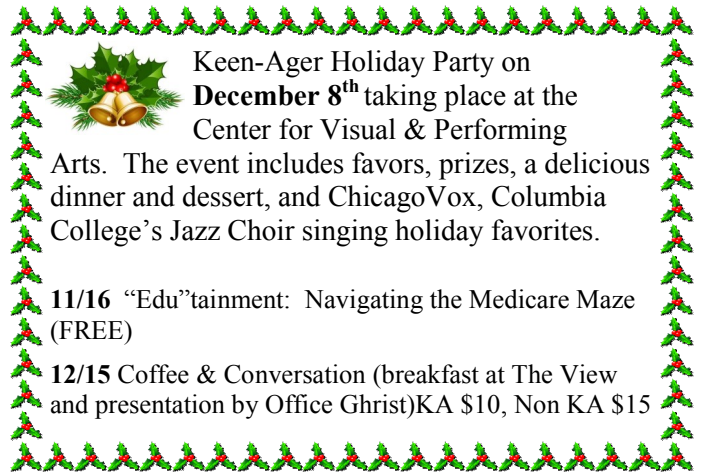 Keen-Ager Holiday Party on
December 8th taking place at the
Center for Visual & Performing
Arts.  The event includes favors, prizes, a delicious
dinner and dessert, and ChicagoVox, Columbia
College’s Jazz Choir singing holiday favorites.
11/16  “Edu”tainment:  Navigating the Medicare Maze
(FREE)
12/15 Coffee & Conversation (breakfast at The View
and presentation by Office Ghrist)KA $10, Non KA $15